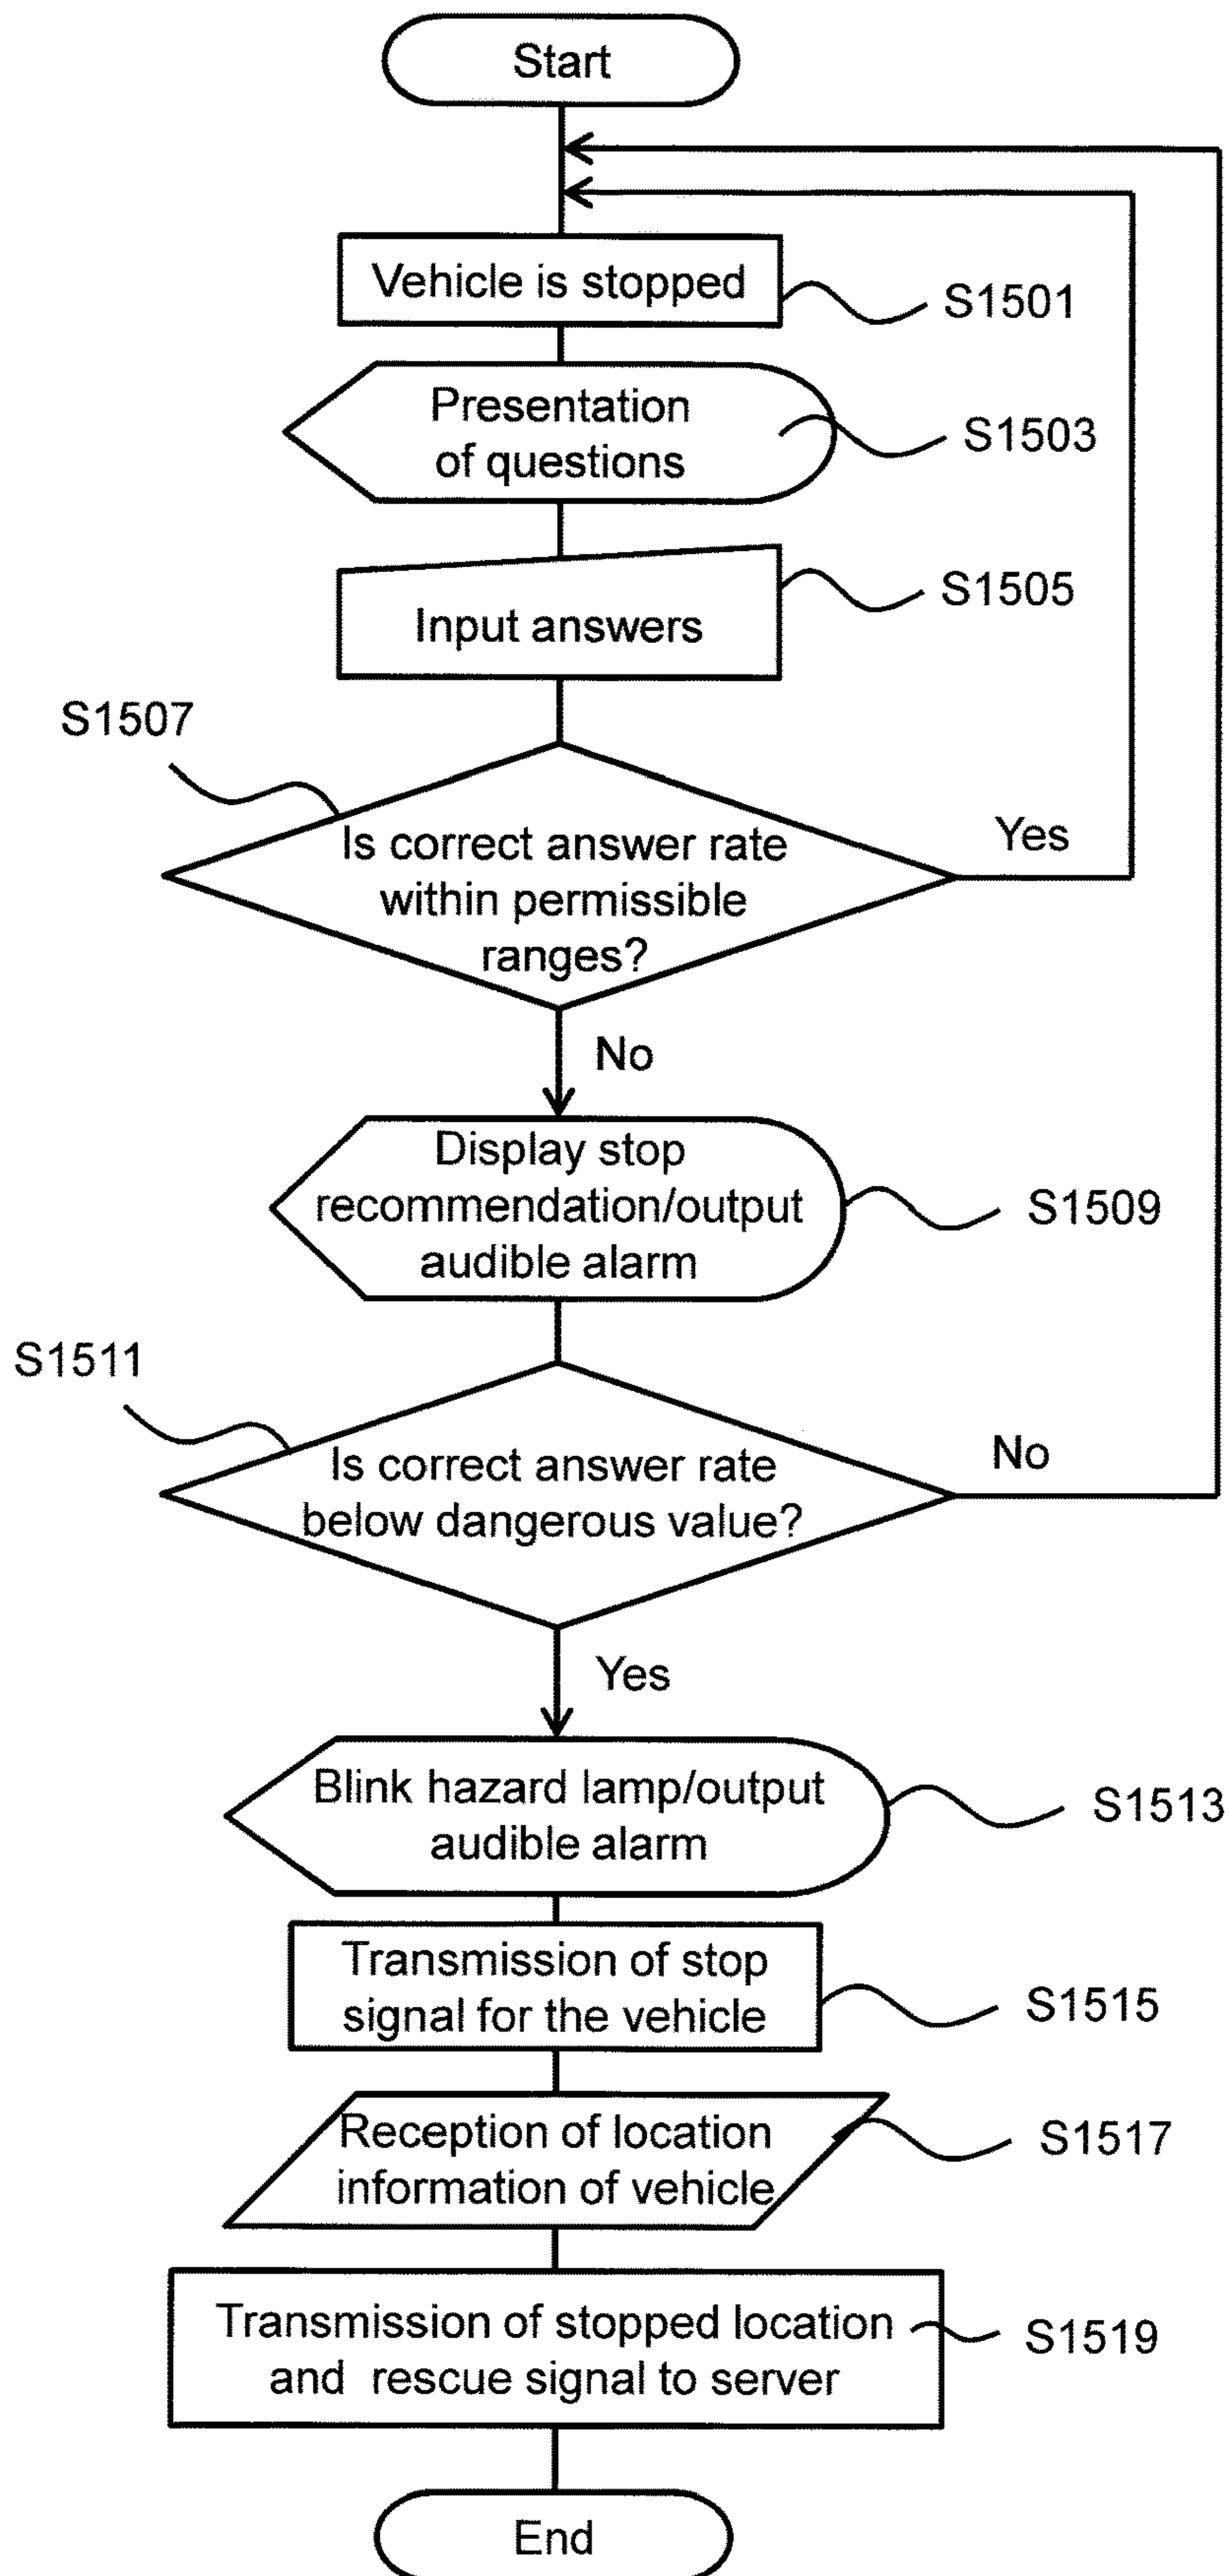 Start
Vehicle is stopped
S1501
Presentation
of questions
S1503
Input answers
S1505
S1507
Is correct answer rate
within permissible
ranges?
Yes
No
Display stop
recommendation/output
audible alarm
S1509
S1511
Is correct answer rate
below dangerous value?
No
Yes
Blink hazard lamp/output
audible alarm
S1513
Transmission of stop
signal for the vehicle
S1515
Reception of location
information of vehicle
S1517
Transmission of stopped location
and rescue signal to server
S1519
End